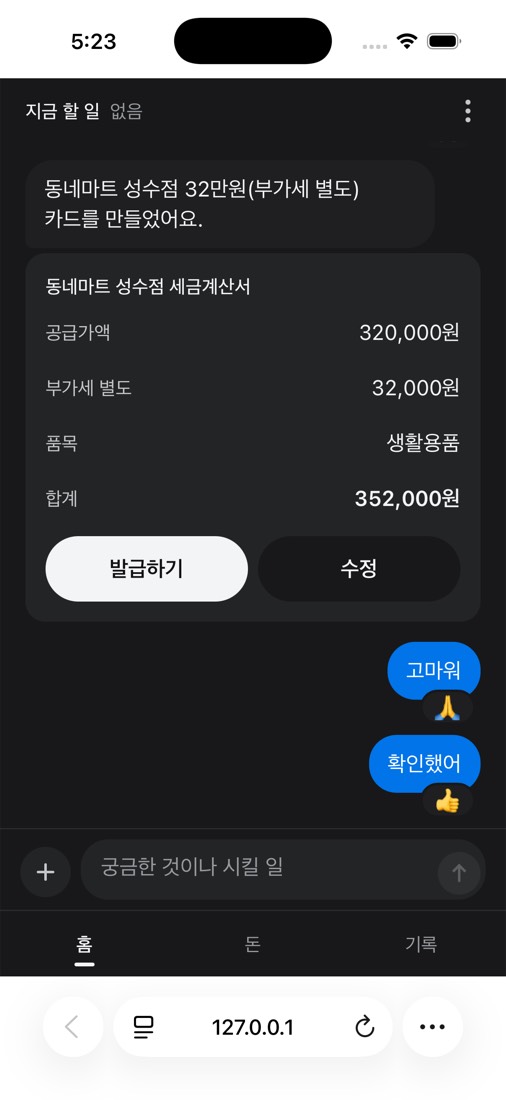 5:23
지금 할 일 없음
동네마트 성수점 32만원(부가세 별도)
카드를 만들었어요.
동네마트 성수점 세금계산서
공급가액 320,000원
부가세 별도 32,000원
품목 생활용품
합계 352,000원
발급하기 수정
고마워
🙏
확인했어
👍
궁금한 것이나 시킬 일
홈 돈 기록
127.0.0.1